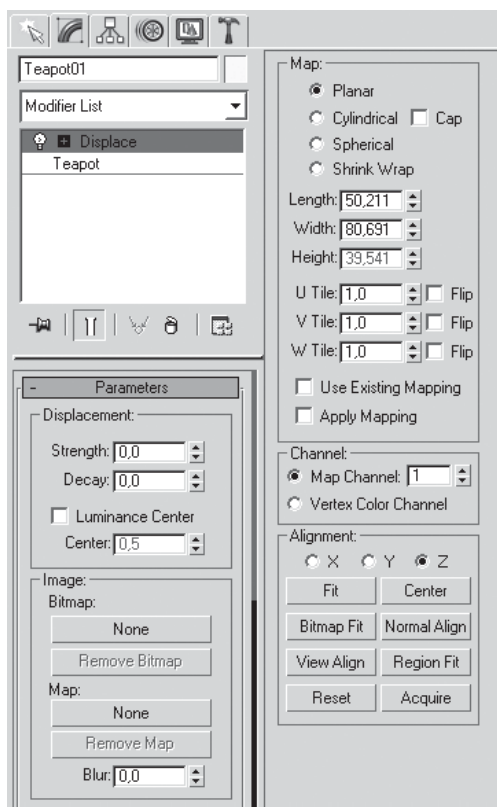 Teapot01
Modifier List
Displace
Teapot
- Parameters
Displacement:
Strength: 0,0
Decay: 0,0
Luminance Center
Center: 0,5
Image:
Bitmap:
None
Remove Bitmap
Map:
None
Remove Map
Blur: 0,0
Map:
Planar
Cylindrical Cap
Spherical
Shrink Wrap
Length: 50,211
Width: 80,691
Height: 39,541
U Tile: 1,0 Flip
V Tile: 1,0 Flip
W Tile: 1,0 Flip
Use Existing Mapping
Apply Mapping
Channel:
Map Channel: 1
Vertex Color Channel
Alignment:
X Y Z
Fit Center
Bitmap Fit Normal Align
View Align Region Fit
Reset Acquire